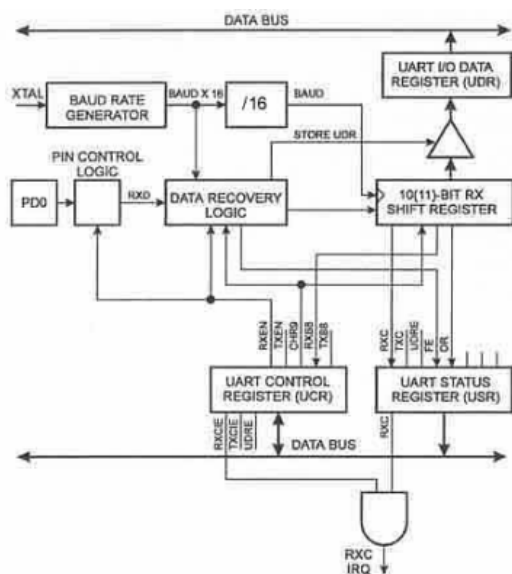 DATA BUS
UART I/O DATA
REGISTER (UDR)
XTAL
BAUD RATE
GENERATOR
BAUD X 16
/16
BAUD
STORE UDR
PIN CONTROL
LOGIC
PD0
RXD
DATA RECOVERY
LOGIC
10(11)-BIT RX
SHIFT REGISTER
RXEN
TXEN
CHR9
RXB8
TXB8
RXC
TXC
UDRE
FE
OR
UART CONTROL
REGISTER (UCR)
UART STATUS
REGISTER (USR)
RXCIE
TXCIE
UDRE
RXC
DATA BUS
RXC
IRQ